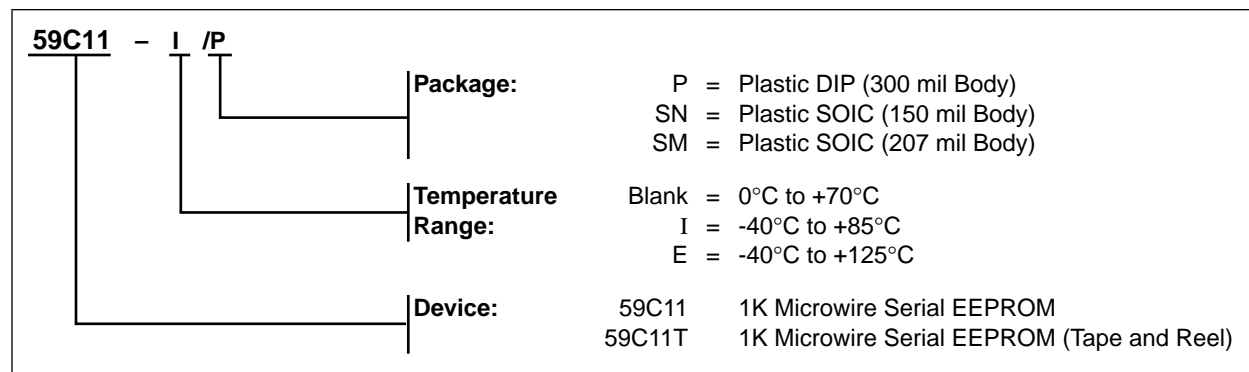 59C11 – I /P
Package: P = Plastic DIP (300 mil Body)
SN = Plastic SOIC (150 mil Body)
SM = Plastic SOIC (207 mil Body)
Temperature Blank = 0°C to +70°C
Range: I = -40°C to +85°C
E = -40°C to +125°C
Device: 59C11 1K Microwire Serial EEPROM
59C11T 1K Microwire Serial EEPROM (Tape and Reel)